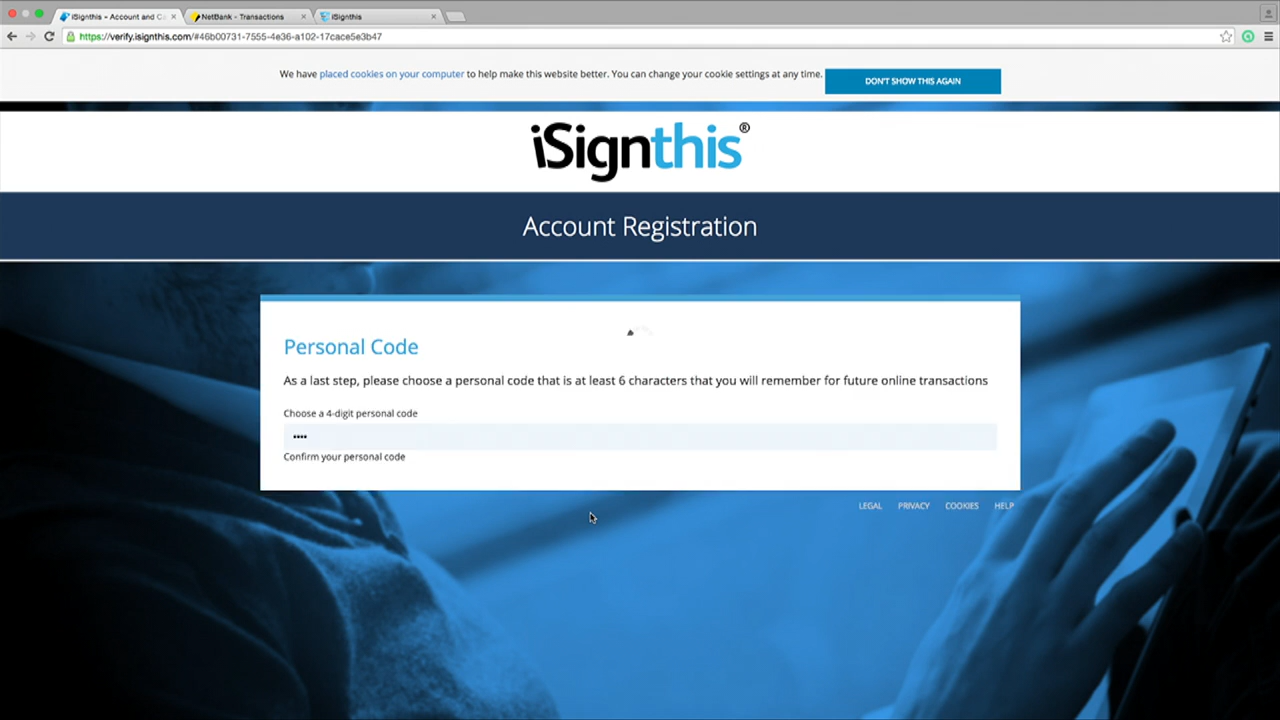 iSignthis – Account and C
NetBank - Transactions
iSignthis
https://verify.isignthis.com/#46b00731-7555-4e36-a102-17cace5e3b47
We have placed cookies on your computer to help make this website better. You can change your cookie settings at any time.
DON'T SHOW THIS AGAIN
iSignthis®
Account Registration
Personal Code
As a last step, please choose a personal code that is at least 6 characters that you will remember for future online transactions
Choose a 4-digit personal code
••••
Confirm your personal code
LEGAL PRIVACY COOKIES HELP